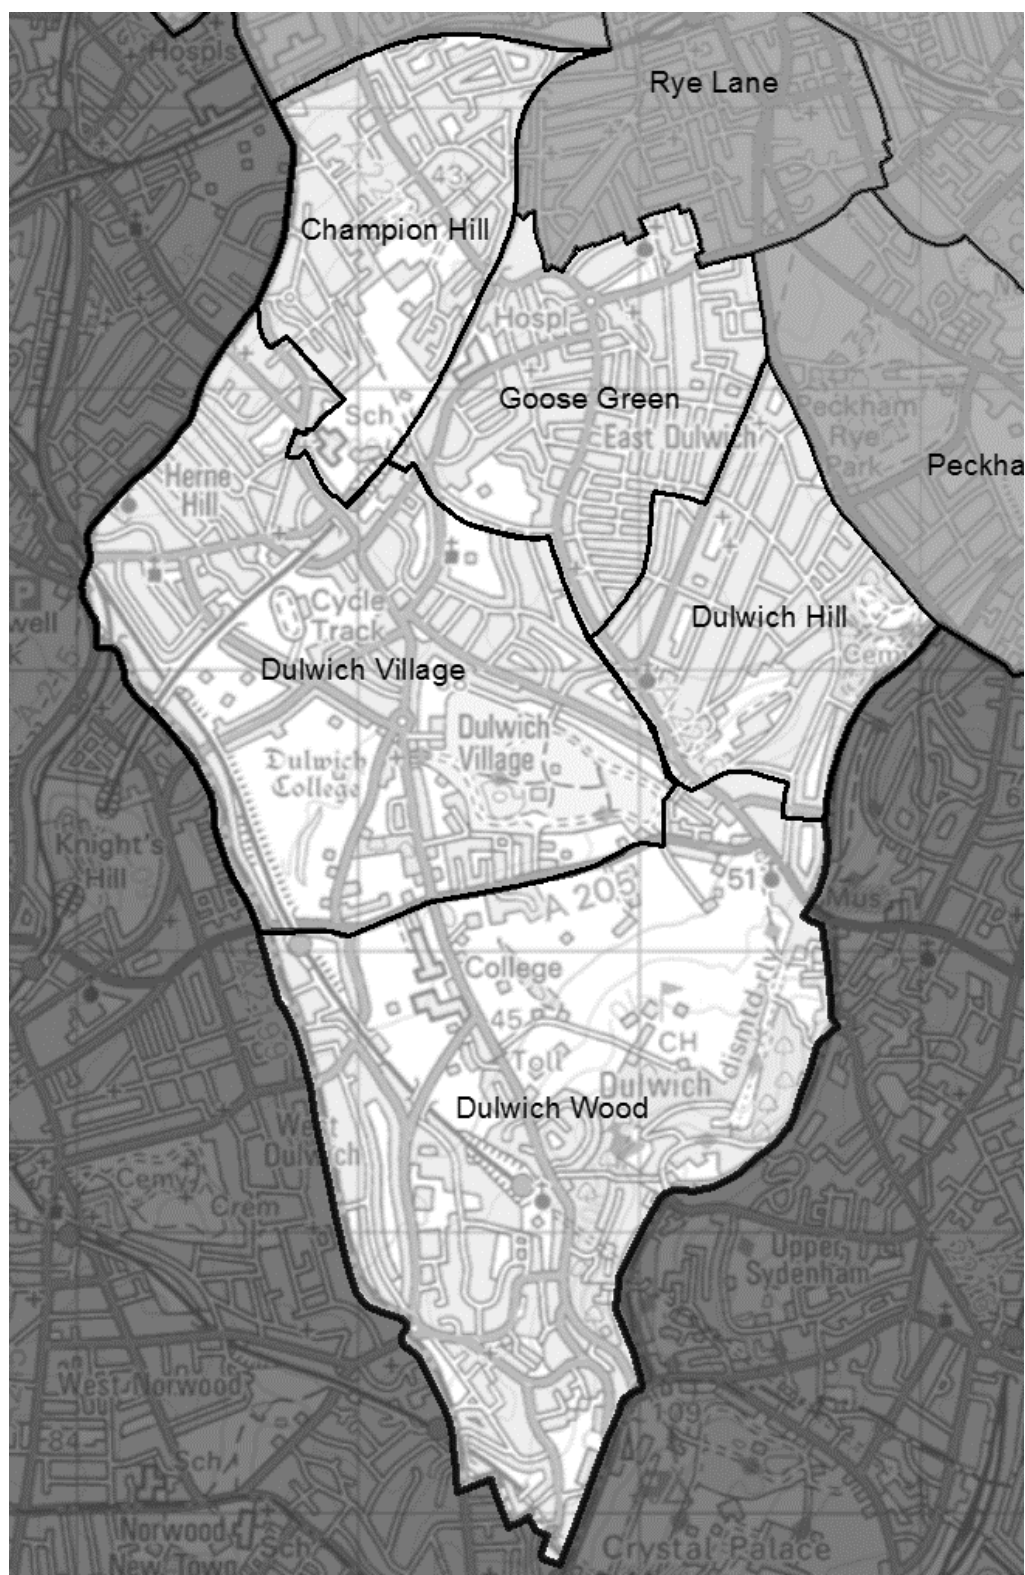 Hospls
Rye Lane
43
Champion Hill
Hospl
Goose Green
Peckham
Rye
Park
Sch
East Dulwich
Peckha
Herne
Hill
P
well
Cycle
Track
Dulwich Hill
Cemy
Dulwich Village
Dulwich
Village
Dulwich
College
Knight's
Hill
51
Mus
A 205
College
45
CH
dismtd rly
Toll
Dulwich
Dulwich Wood
West
Dulwich
Cemy
Crem
Upper
Sydenham
West Norwood
109
84
Sch
Norwood
New Town
Sch
Crystal Palace